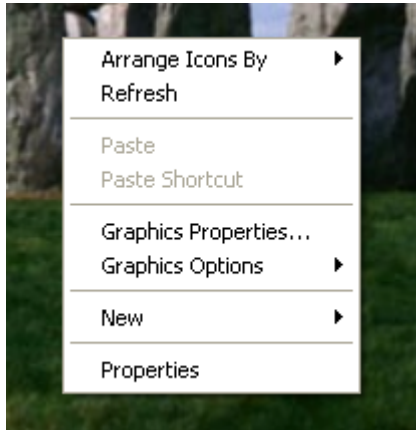 Arrange Icons By
Refresh
Paste
Paste Shortcut
Graphics Properties...
Graphics Options
New
Properties